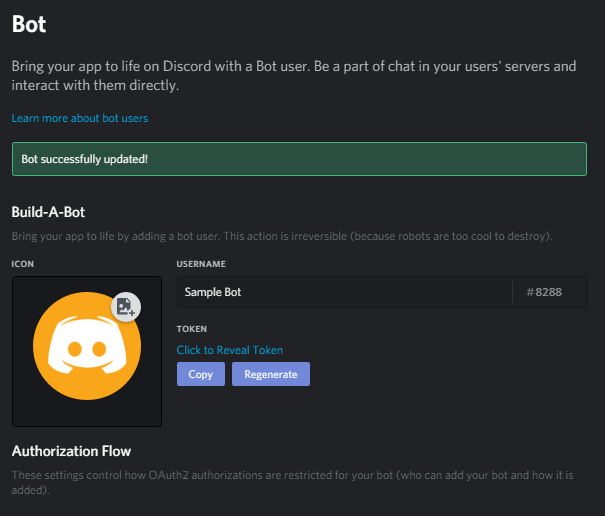 Bot
Bring your app to life on Discord with a Bot user. Be a part of chat in your users' servers and
interact with them directly.
Learn more about bot users
Bot successfully updated!
Build-A-Bot
Bring your app to life by adding a bot user. This action is irreversible (because robots are too cool to destroy).
ICON
USERNAME
Sample Bot
#8288
TOKEN
Click to Reveal Token
Copy
Regenerate
Authorization Flow
These settings control how OAuth2 authorizations are restricted for your bot (who can add your bot and how it is
added).